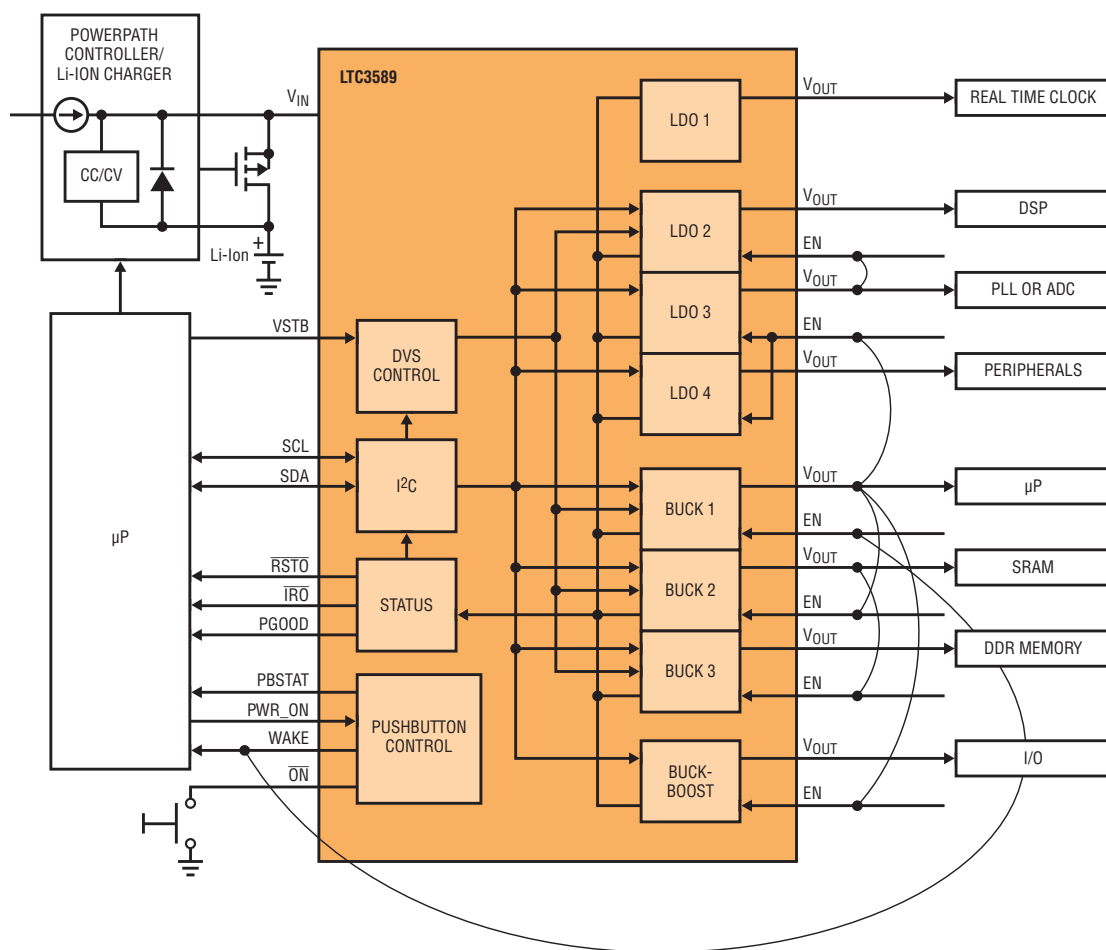 POWERPATH
CONTROLLER/
Li-ION CHARGER
CC/CV
VIN
Li-Ion
+
LTC3589
µP
VSTB
SCL
SDA
RSTO
IRO
PGOOD
PBSTAT
PWR_ON
WAKE
ON
DVS
CONTROL
I2C
STATUS
PUSHBUTTON
CONTROL
LDO 1
LDO 2
LDO 3
LDO 4
BUCK 1
BUCK 2
BUCK 3
BUCK-
BOOST
VOUT
REAL TIME CLOCK
VOUT
DSP
EN
VOUT
PLL OR ADC
EN
VOUT
PERIPHERALS
VOUT
µP
EN
VOUT
SRAM
EN
VOUT
DDR MEMORY
EN
VOUT
I/O
EN